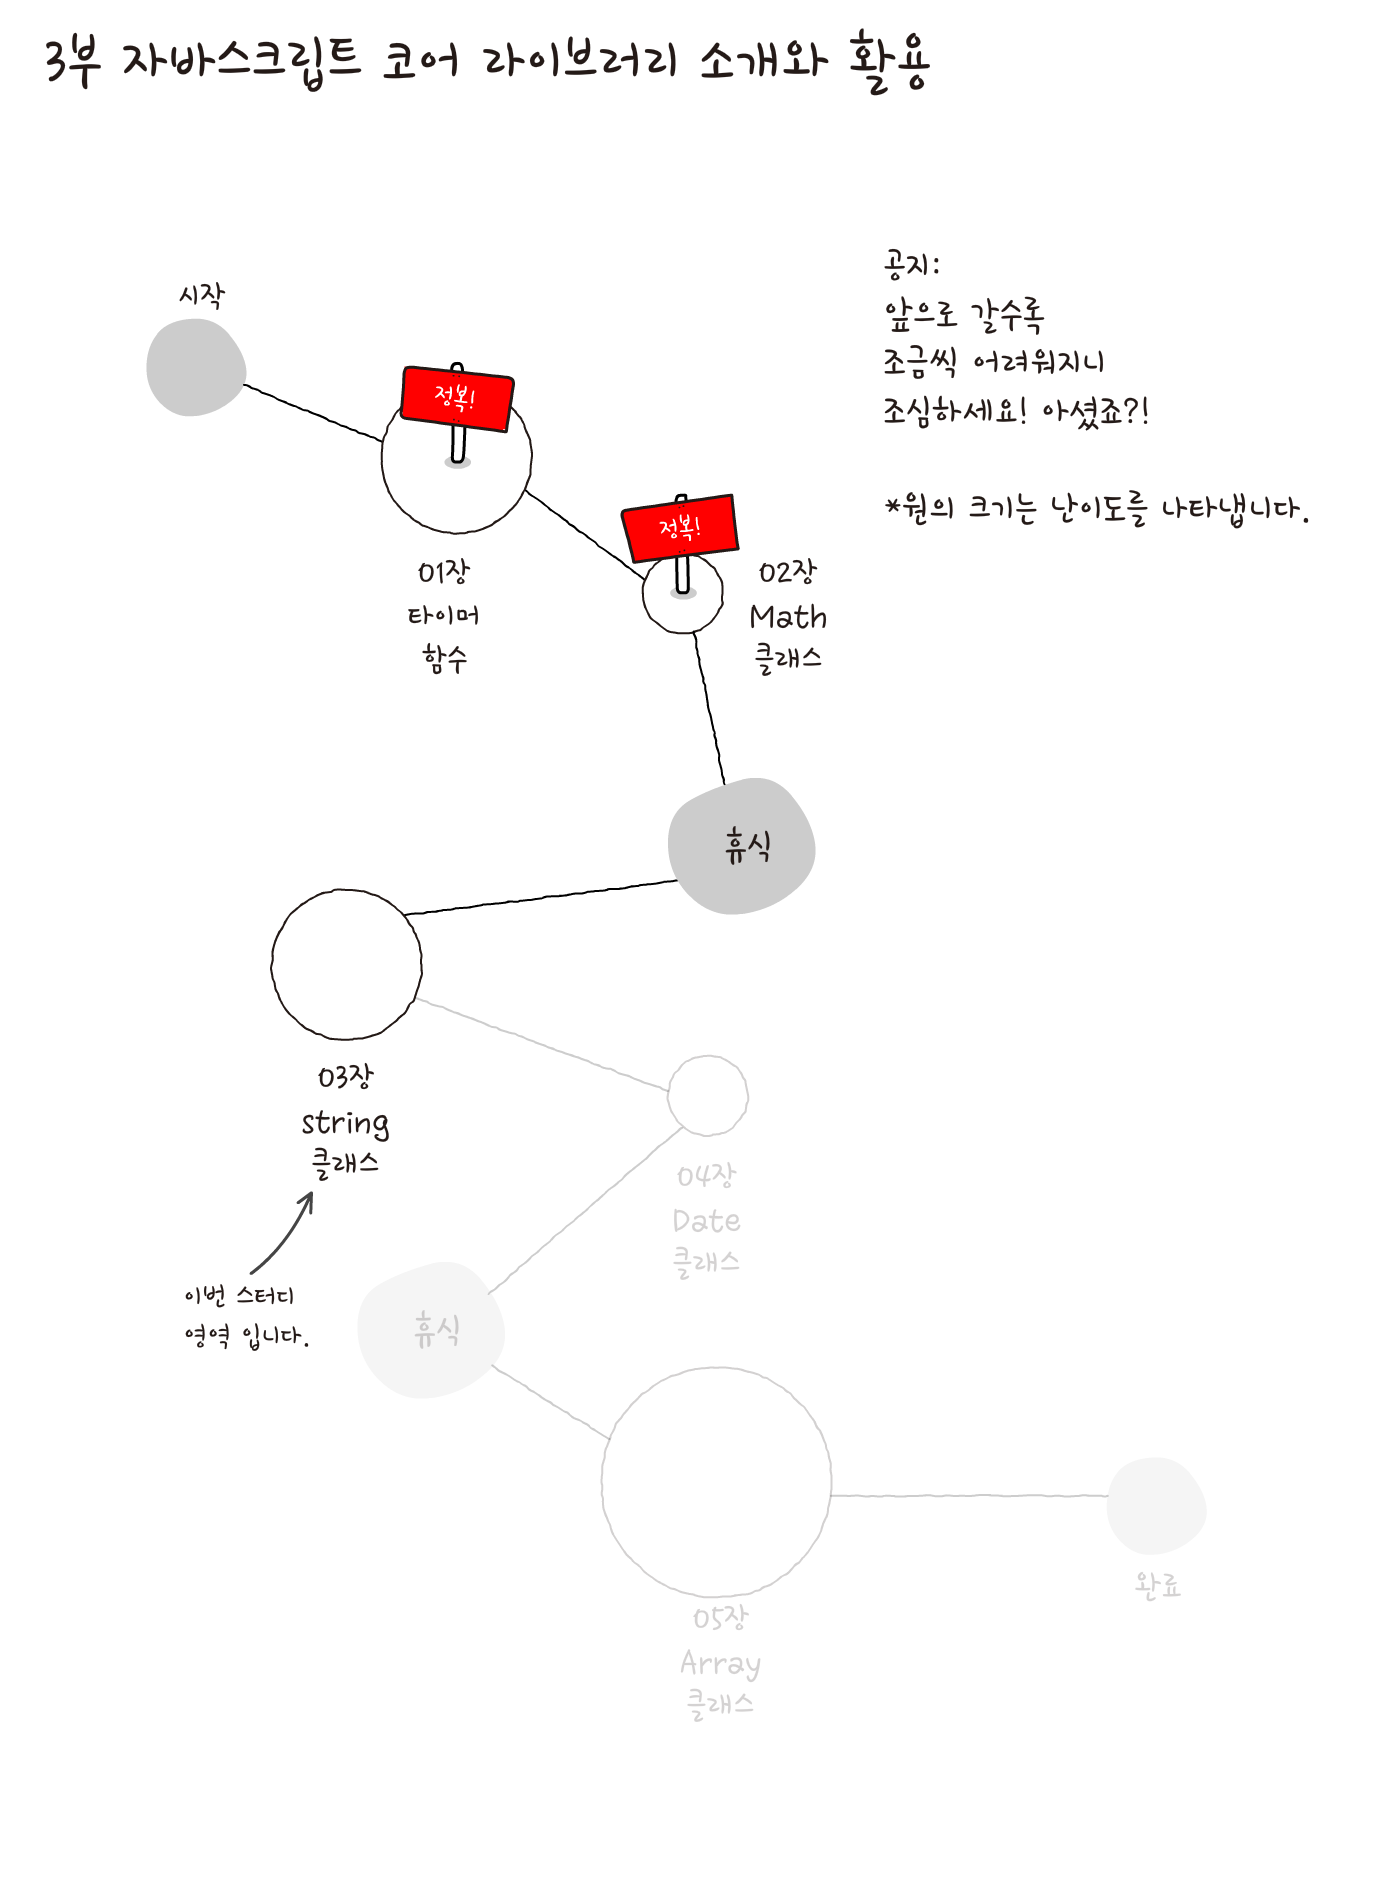 3부 자바스크립트 코어 라이브러리 소개와 활용
시작
공지:
앞으로 갈수록
조금씩 어려워지니
조심하세요! 아셨죠?!
*원의 크기는 난이도를 나타냅니다.
정복!
01장
타이머
함수
정복!
02장
Math
클래스
휴식
03장
string
클래스
이번 스터디
영역 입니다.
04장
Date
클래스
휴식
05장
Array
클래스
완료